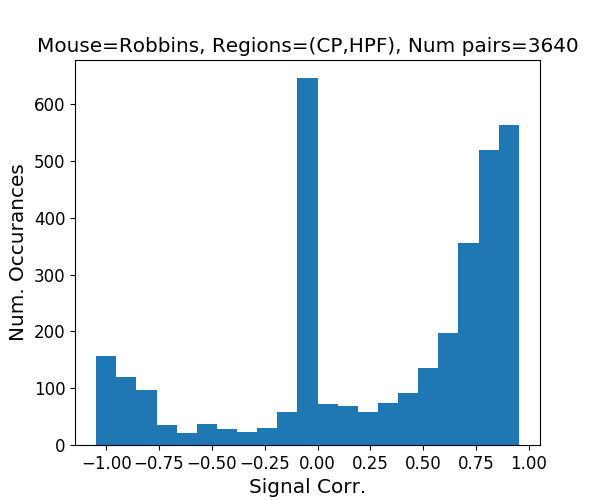 Mouse=Robbins, Regions=(CP,HPF), Num pairs=3640
600
500
400
300
200
100
0
Num. Occurances
−1.00 −0.75 −0.50 −0.25 0.00 0.25 0.50 0.75 1.00
Signal Corr.